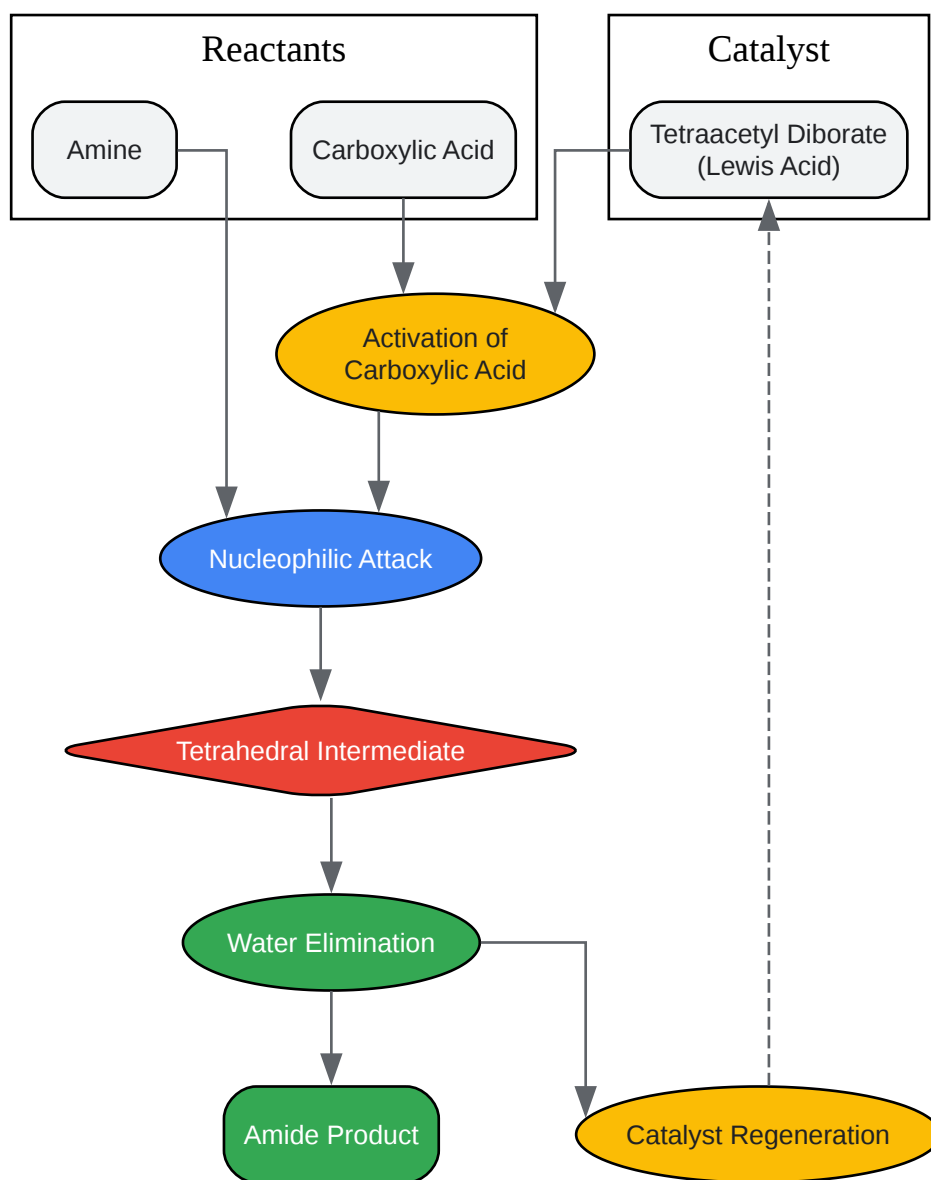 Reactants
Catalyst
Amine
Carboxylic Acid
Tetraacetyl Diborate
(Lewis Acid)
Activation of
Carboxylic Acid
Nucleophilic Attack
Tetrahedral Intermediate
Water Elimination
Amide Product
Catalyst Regeneration